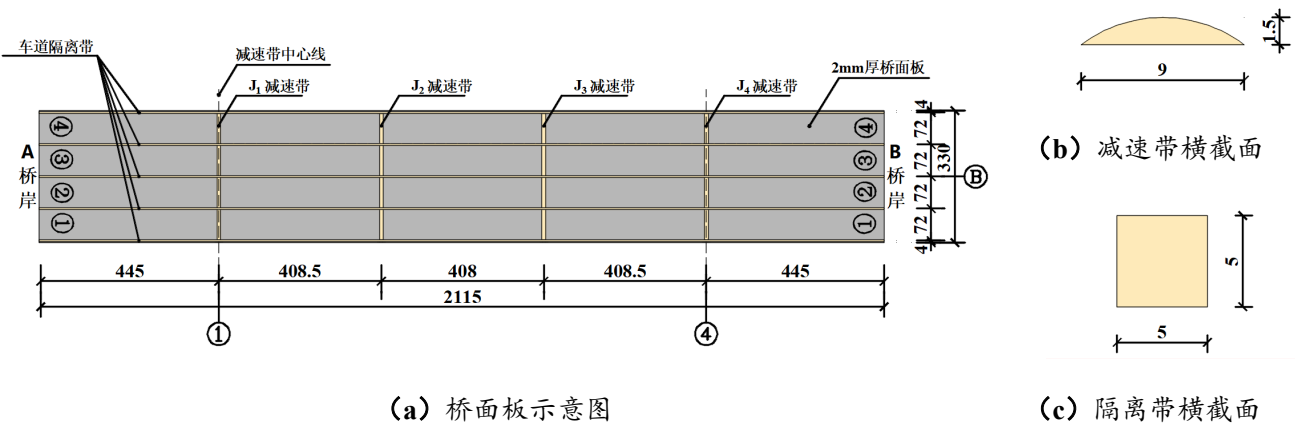 车道隔离带
减速带中心线
J₁ 减速带
J₂ 减速带
J₃ 减速带
J₄ 减速带
2mm厚桥面板
④
③
②
①
A
桥
岸
④
③
②
①
B
桥
岸
4
72
72
72
72
4
330
Ⓑ
445
408.5
408
408.5
445
2115
①
④
（a）桥面板示意图
1.5
9
（b）减速带横截面
5
5
（c）隔离带横截面